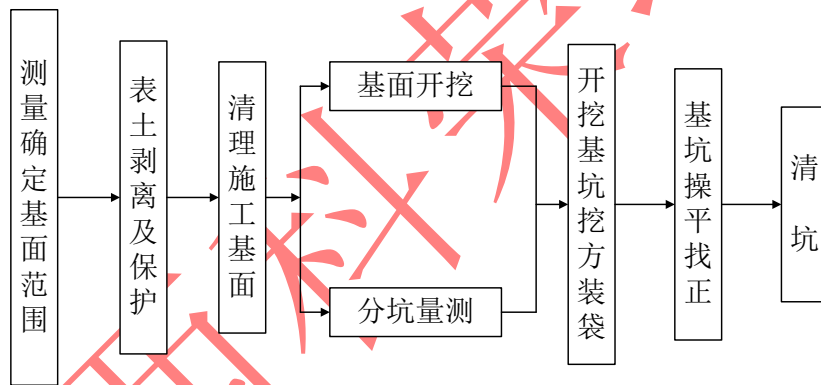 测量确定基面范围
表土剥离及保护
清理施工基面
基面开挖
分坑量测
开挖基坑挖方装袋
基坑操平找正
清坑